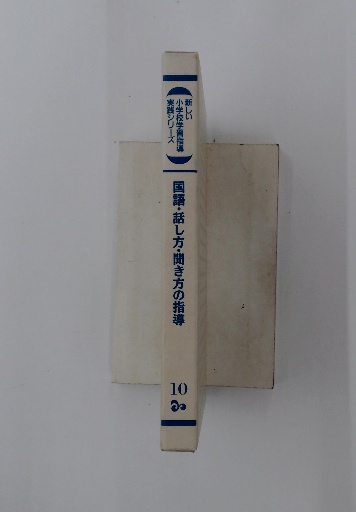 新しい
小学校学習指導
実践シリーズ
国語・話し方・聞き方の指導
10